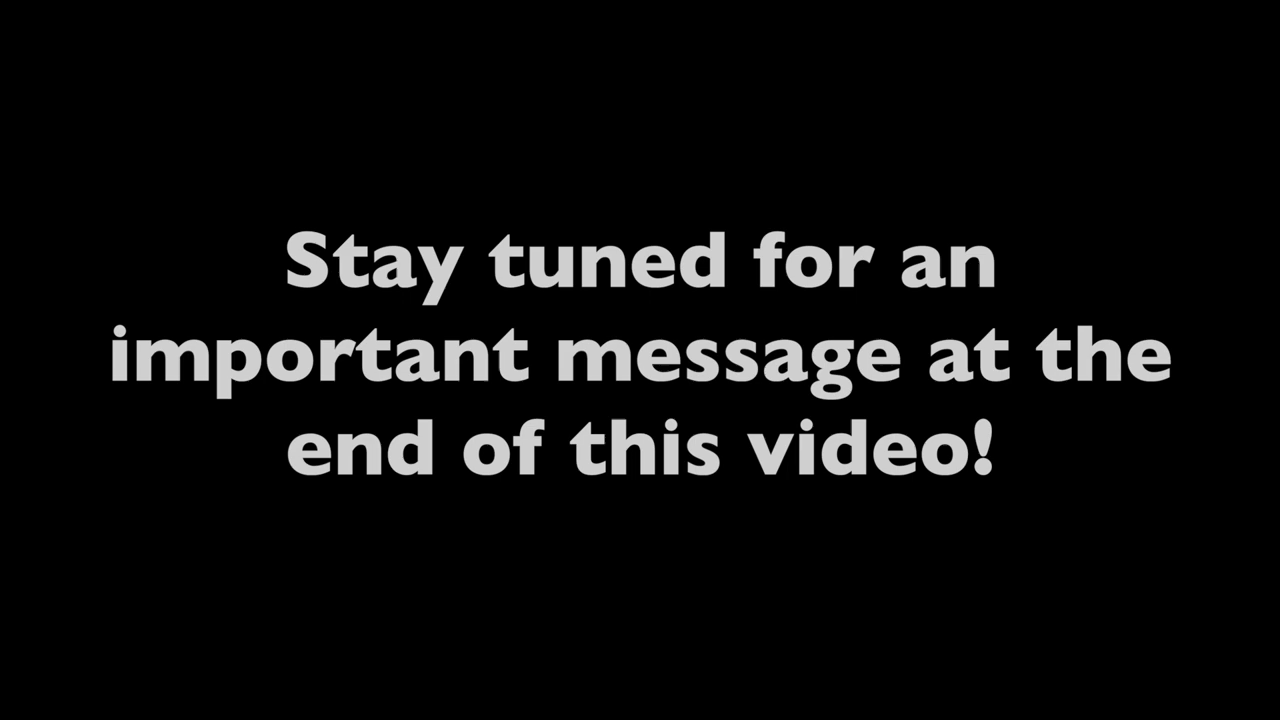 Stay tuned for an
important message at the
end of this video!